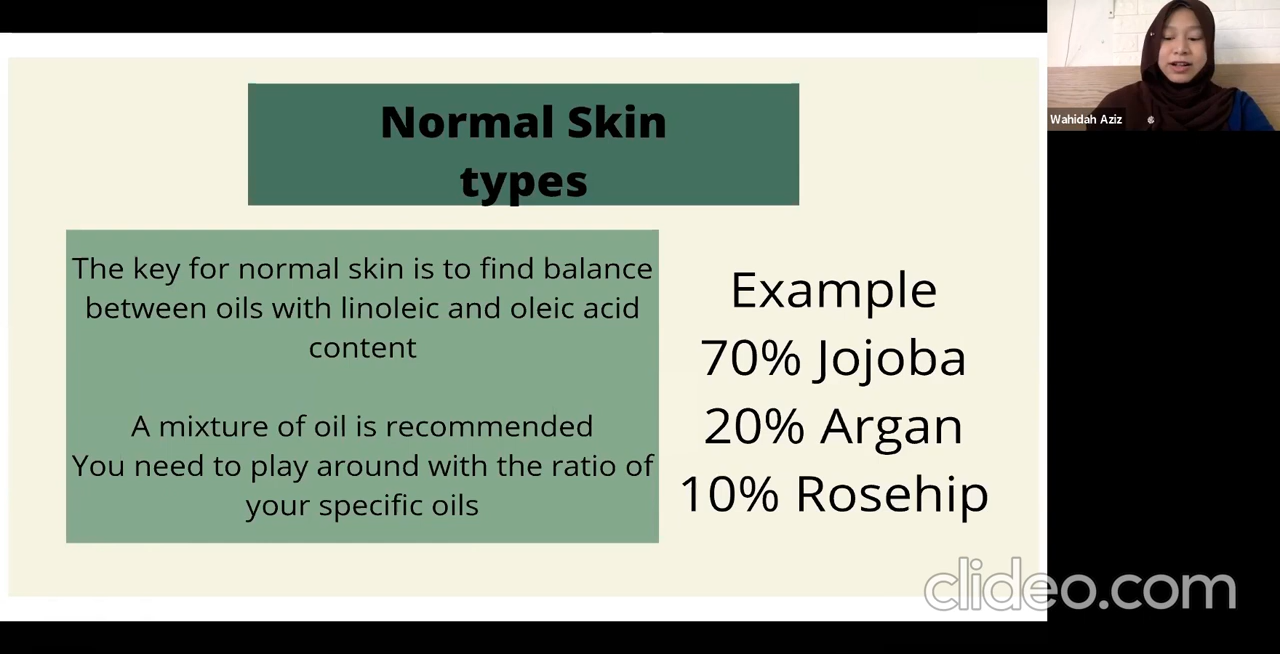 Normal Skin
types
The key for normal skin is to find balance
between oils with linoleic and oleic acid
content
A mixture of oil is recommended
You need to play around with the ratio of
your specific oils
Example
70% Jojoba
20% Argan
10% Rosehip
Wahidah Aziz
clideo.com